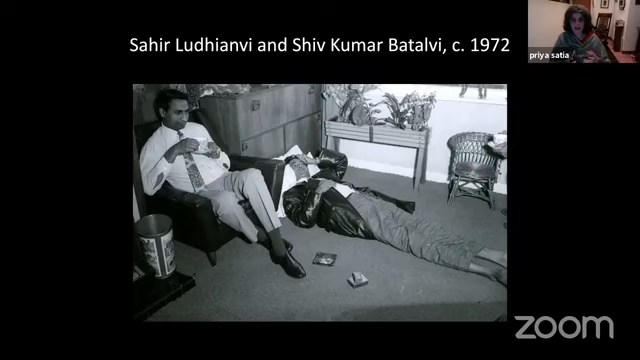 Sahir Ludhianvi and Shiv Kumar Batalvi, c. 1972
priya satia
zoom